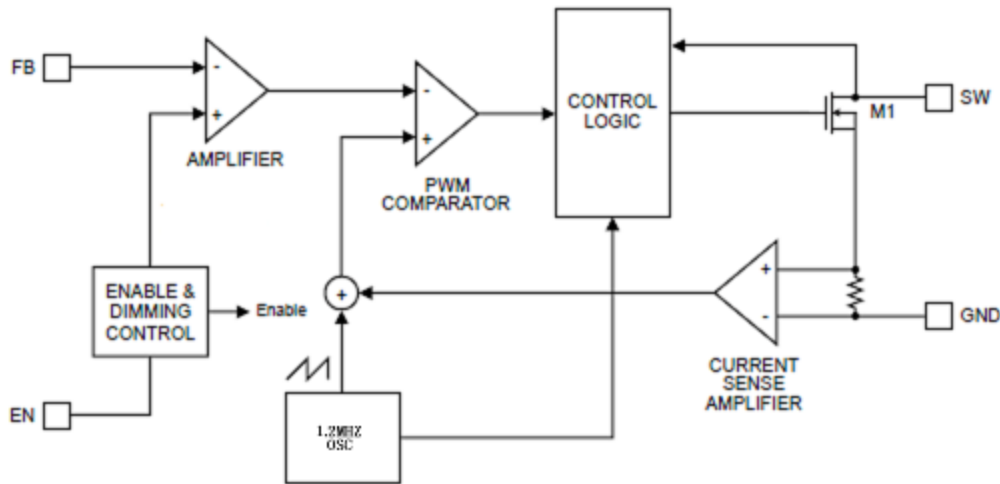 FB
-
+
AMPLIFIER
-
+
PWM
COMPARATOR
CONTROL
LOGIC
M1
SW
ENABLE &
DIMMING
CONTROL
Enable
+
+
-
GND
CURRENT
SENSE
AMPLIFIER
EN
1.2MHZ
OSC